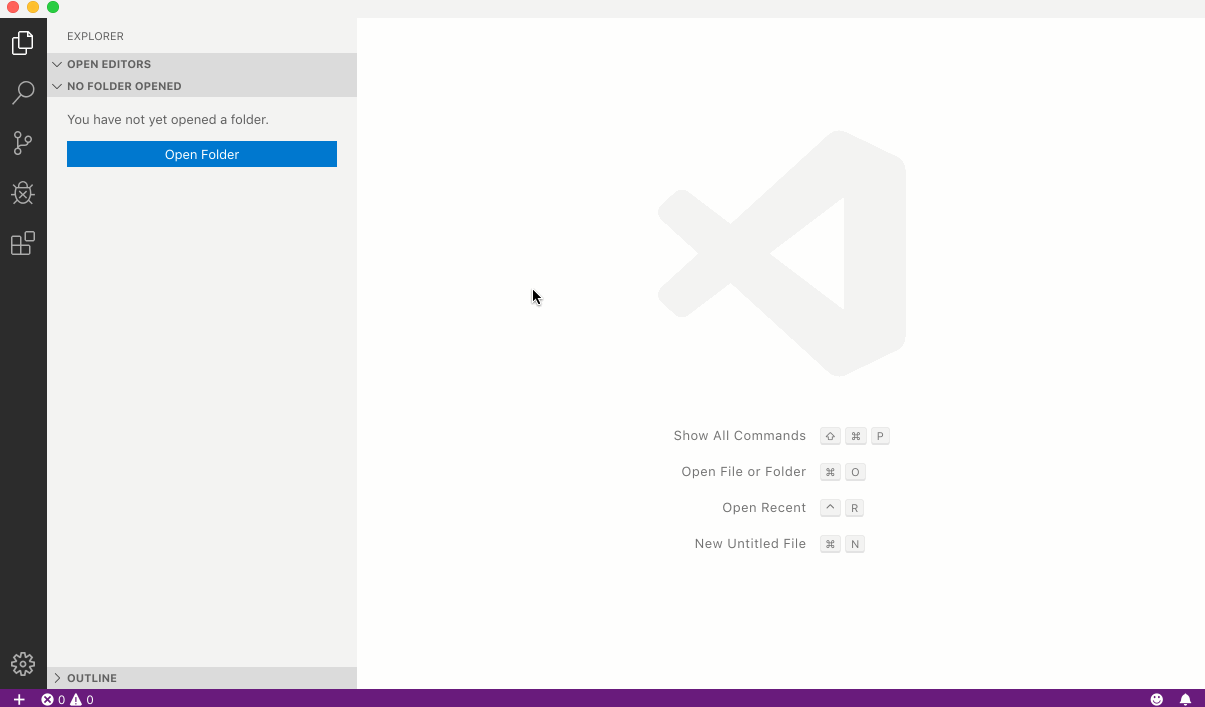 EXPLORER
OPEN EDITORS
NO FOLDER OPENED
You have not yet opened a folder.
Open Folder
Show All Commands ⇧ ⌘ P
Open File or Folder ⌘ O
Open Recent ^ R
New Untitled File ⌘ N
OUTLINE
0 0